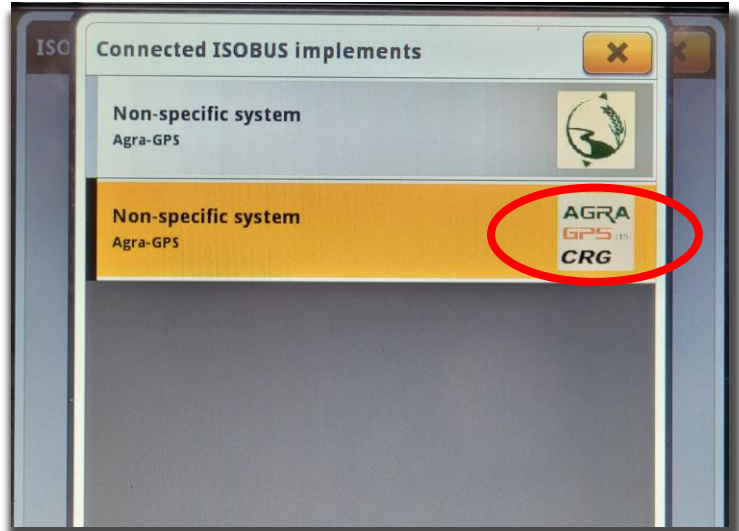 ISO
Connected ISOBUS implements
Non-specific system
Agra-GPS
Non-specific system
Agra-GPS
AGRA
GPS
CRG